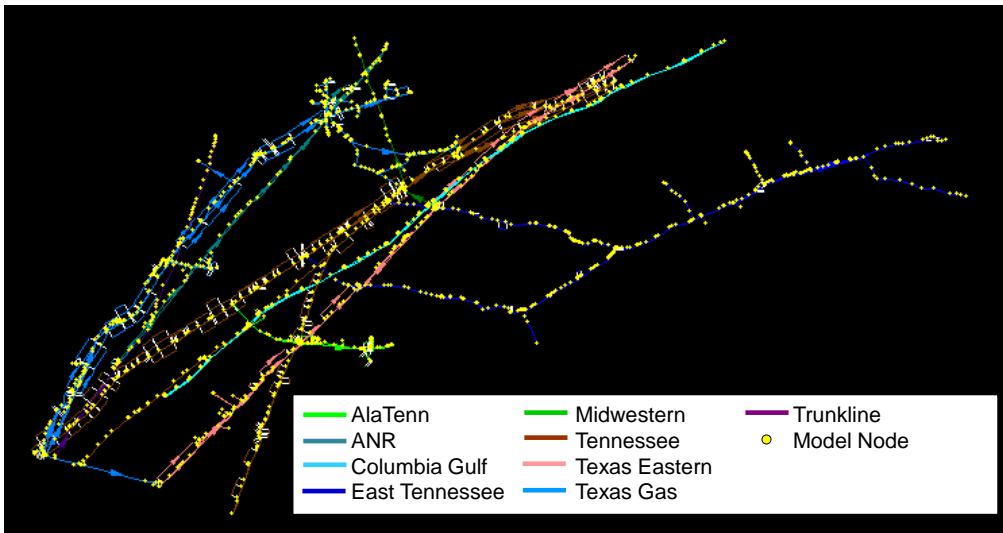 AlaTenn
ANR
Columbia Gulf
East Tennessee
Midwestern
Tennessee
Texas Eastern
Texas Gas
Trunkline
Model Node